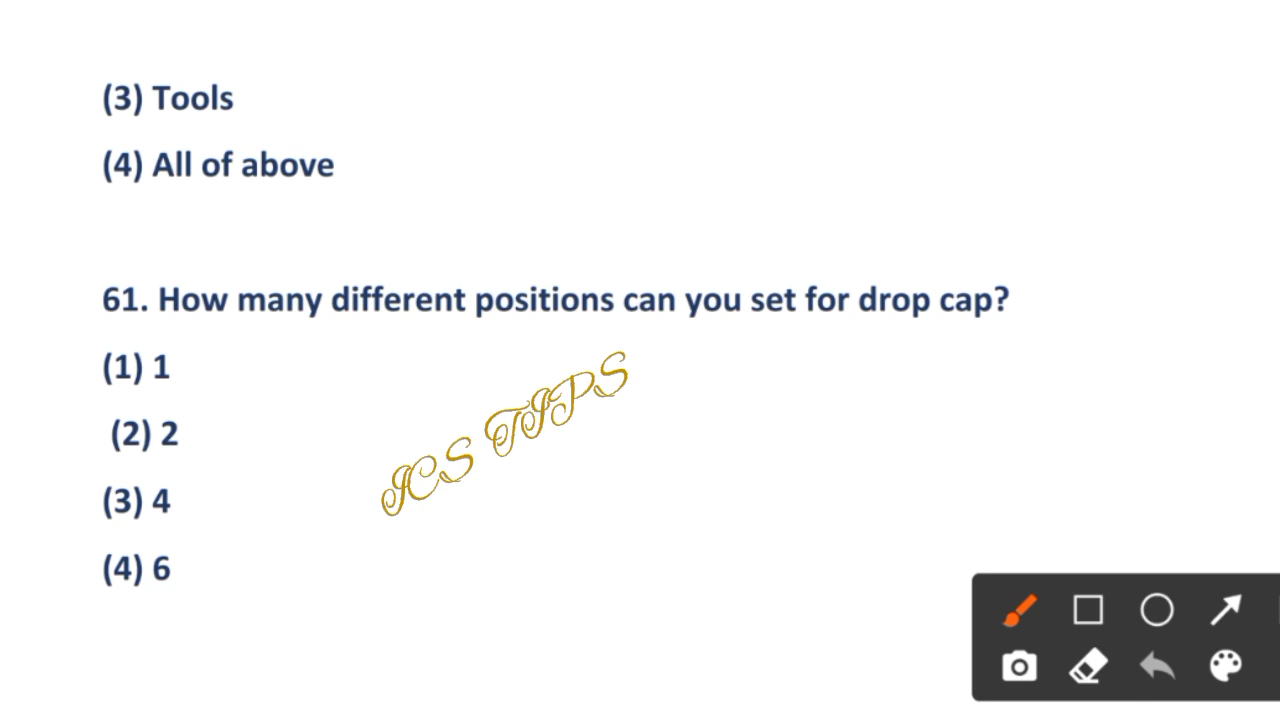 (3) Tools
(4) All of above
61. How many different positions can you set for drop cap?
(1) 1
(2) 2
ICS TIPS
(3) 4
(4) 6